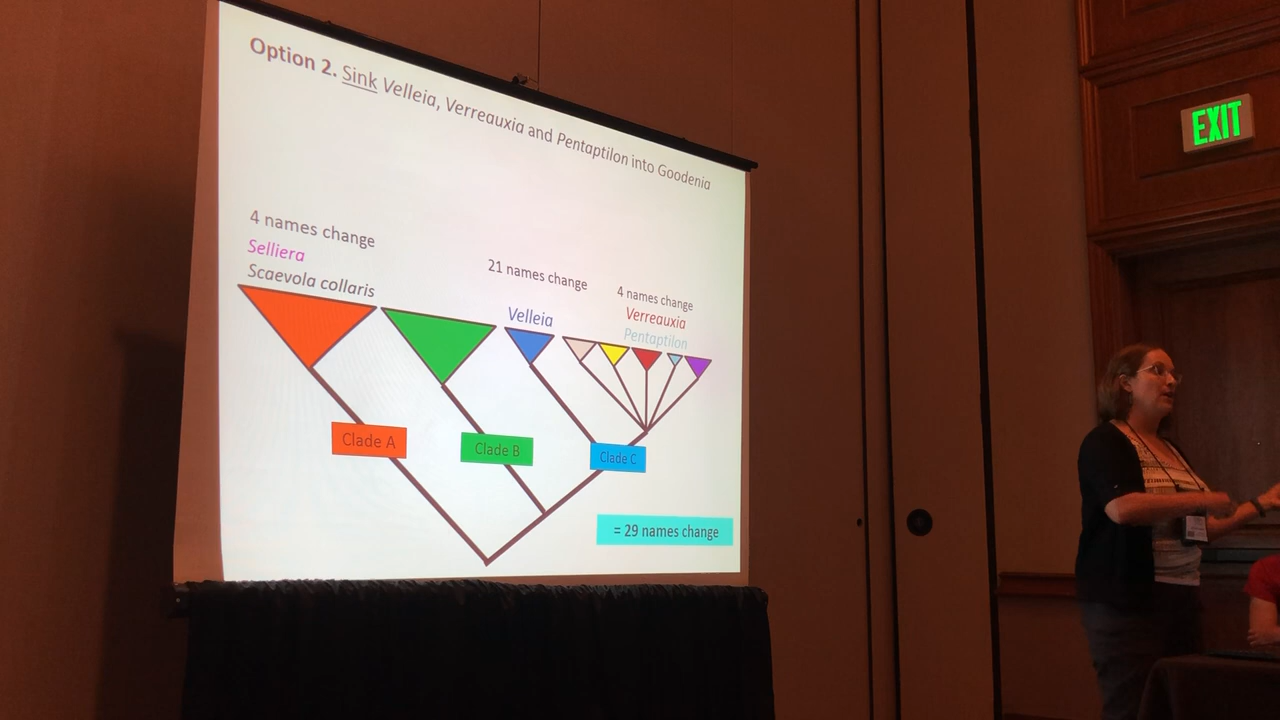 Option 2. Sink Velleia, Verreauxia and Pentaptilon into Goodenia
4 names change
Selliera
Scaevola collaris
21 names change
Velleia
4 names change
Verreauxia
Pentaptilon
Clade A
Clade B
Clade C
= 29 names change
EXIT